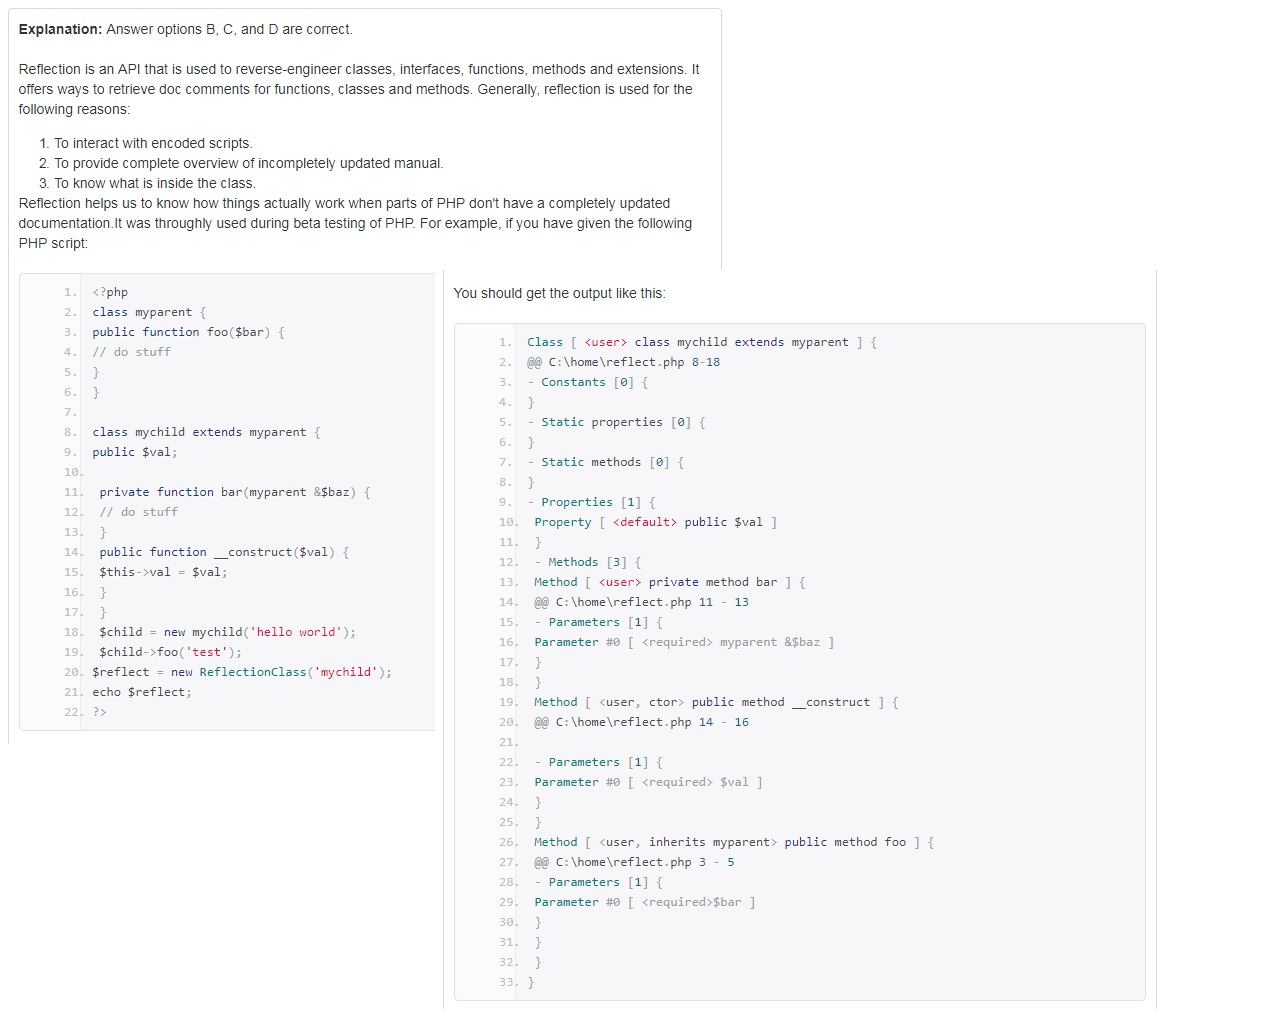 Explanation: Answer options B, C, and D are correct.
Reflection is an API that is used to reverse-engineer classes, interfaces, functions, methods and extensions. It
offers ways to retrieve doc comments for functions, classes and methods. Generally, reflection is used for the
following reasons:
1. To interact with encoded scripts.
2. To provide complete overview of incompletely updated manual.
3. To know what is inside the class.
Reflection helps us to know how things actually work when parts of PHP don't have a completely updated
documentation.It was throughly used during beta testing of PHP. For example, if you have given the following
PHP script:
1. <?php
2. class myparent {
3. public function foo($bar) {
4. // do stuff
5. }
6. }
7.
8. class mychild extends myparent {
9. public $val;
10.
11. private function bar(myparent &$baz) {
12. // do stuff
13. }
14. public function __construct($val) {
15. $this->val = $val;
16. }
17. }
18. $child = new mychild('hello world');
19. $child->foo('test');
20. $reflect = new ReflectionClass('mychild');
21. echo $reflect;
22. ?>
You should get the output like this:
1. Class [ <user> class mychild extends myparent ] {
2. @@ C:\home\reflect.php 8-18
3. - Constants [0] {
4. }
5. - Static properties [0] {
6. }
7. - Static methods [0] {
8. }
9. - Properties [1] {
10. Property [ <default> public $val ]
11. }
12. - Methods [3] {
13. Method [ <user> private method bar ] {
14. @@ C:\home\reflect.php 11 - 13
15. - Parameters [1] {
16. Parameter #0 [ <required> myparent &$baz ]
17. }
18. }
19. Method [ <user, ctor> public method __construct ] {
20. @@ C:\home\reflect.php 14 - 16
21.
22. - Parameters [1] {
23. Parameter #0 [ <required> $val ]
24. }
25. }
26. Method [ <user, inherits myparent> public method foo ] {
27. @@ C:\home\reflect.php 3 - 5
28. - Parameters [1] {
29. Parameter #0 [ <required>$bar ]
30. }
31. }
32. }
33. }